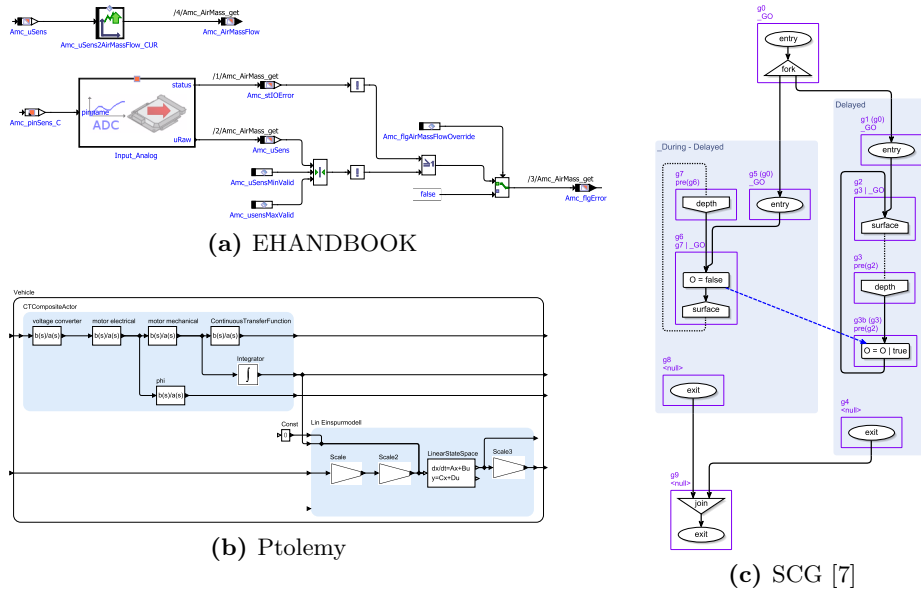 /4/Amc_AirMass_get
Amc_uSens
Amc_uSens2AirMassFlow_CUR
Amc_AirMassFlow
status
/1/Amc_AirMass_get
Amc_stIOError
!
Amc_pinSens_C
pinname
ADC
uRaw
Input_Analog
/2/Amc_AirMass_get
Amc_uSens
Amc_uSensMinValid
Amc_usensMaxValid
!
Amc_flgAirMassFlowOverride
≥1
false
/3/Amc_AirMass_get
Amc_flgError
(a) EHANDBOOK
Vehicle
CTCompositeActor
voltage converter
motor electrical
motor mechanical
ContinuousTransferFunction
b(s)/a(s)
b(s)/a(s)
b(s)/a(s)
b(s)/a(s)
Integrator
∫
phi
b(s)/a(s)
Const
0
Lin Einspurmodell
Scale
Scale2
LinearStateSpace
dx/dt=Ax+Bu
y=Cx+Du
Scale3
(b) Ptolemy
g0
_GO
entry
fork
Delayed
g1 (g0)
_GO
entry
_During - Delayed
g7
pre(g6)
depth
g5 (g0)
_GO
entry
g2
g3 | _GO
surface
g6
g7 | _GO
O = false
surface
g3
pre(g2)
depth
g3b (g3)
pre(g2)
O = O | true
g8
<null>
exit
g4
<null>
exit
g9
<null>
join
exit
(c) SCG [7]